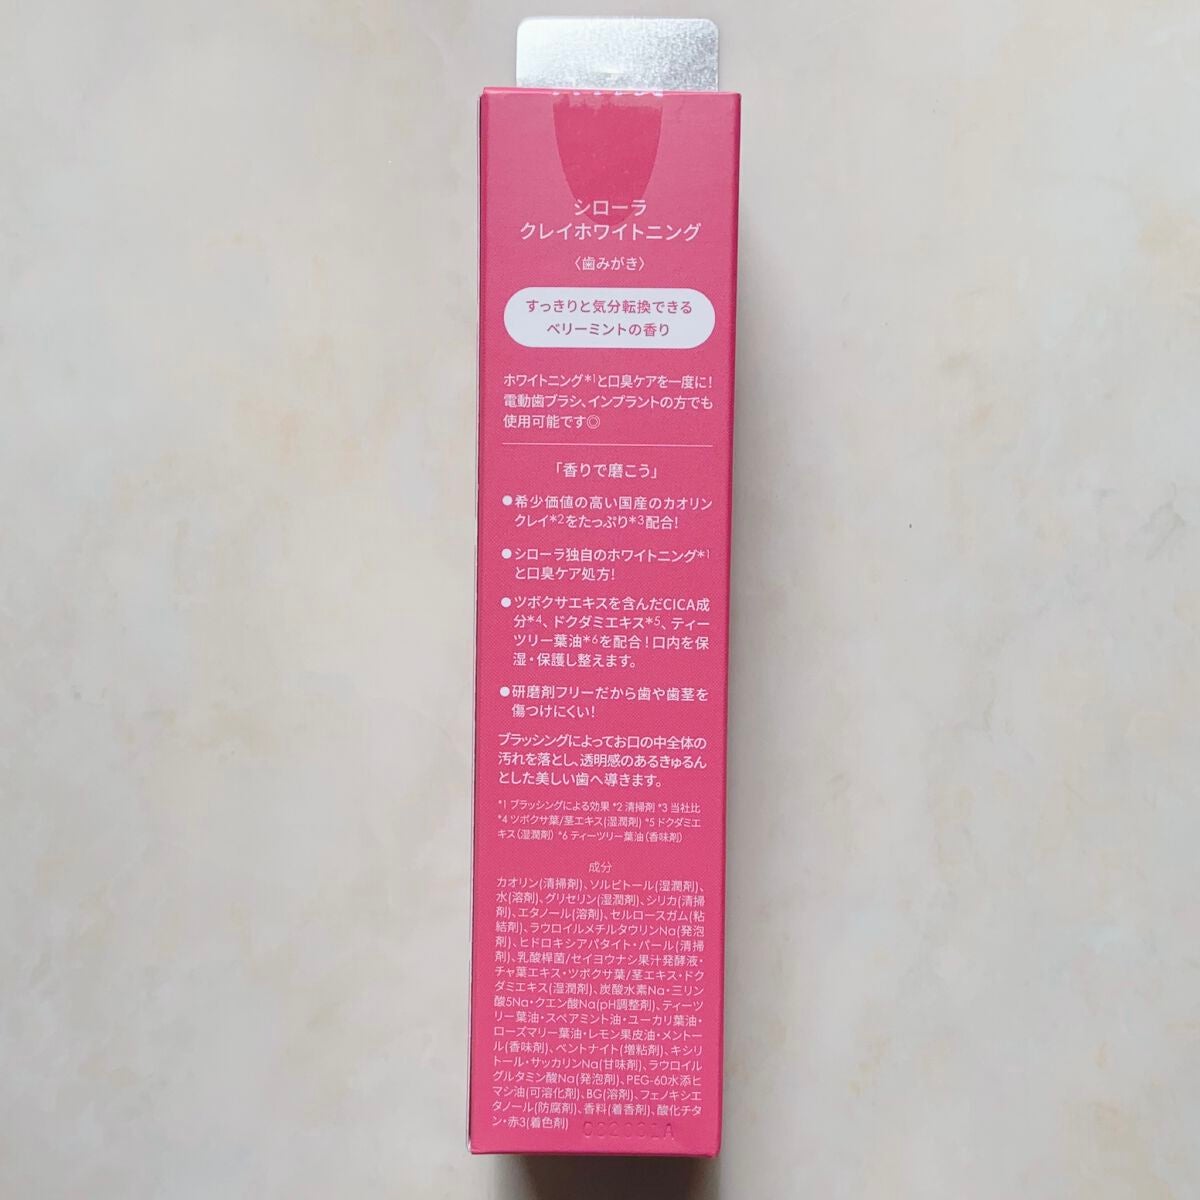 シローラ
クレイホワイトニング
〈歯みがき〉
すっきりと気分転換できる
ベリーミントの香り
ホワイトニング*1と口臭ケアを一度に!
電動歯ブラシ、インプラントの方でも
使用可能です◎
「香りで磨こう」
●希少価値の高い国産のカオリン
クレイ*2をたっぷり*3配合!
●シローラ独自のホワイトニング*1
と口臭ケア処方!
●ツボクサエキスを含んだCICA成
分*4、ドクダミエキス*5、ティー
ツリー葉油*6を配合!口内を保
湿・保護し整えます。
●研磨剤フリーだから歯や歯茎を
傷つけにくい!
ブラッシングによってお口の中全体の
汚れを落とし、透明感のあるきゅるん
とした美しい歯へ導きます。
*1 ブラッシングによる効果 *2 清掃剤 *3 当社比
*4 ツボクサ葉/茎エキス(湿潤剤) *5 ドクダミエ
キス(湿潤剤) *6 ティーツリー葉油(香味剤)
成分
カオリン(清掃剤)、ソルビトール(湿潤剤)、
水(溶剤)、グリセリン(湿潤剤)、シリカ(清掃
剤)、エタノール(溶剤)、セルロースガム(粘
結剤)、ラウロイルメチルタウリンNa(発泡
剤)、ヒドロキシアパタイト・パール(清掃
剤)、乳酸桿菌/セイヨウナシ果汁発酵液・
チャ葉エキス・ツボクサ葉/茎エキス・ドク
ダミエキス(湿潤剤)、炭酸水素Na・三リン
酸5Na・クエン酸Na(pH調整剤)、ティーツ
リー葉油・スペアミント油・ユーカリ葉油・
ローズマリー葉油・レモン果皮油・メントー
ル(香味剤)、ベントナイト(増粘剤)、キシリ
トール・サッカリンNa(甘味剤)、ラウロイル
グルタミン酸Na(発泡剤)、PEG-60水添ヒ
マシ油(可溶化剤)、BG(溶剤)、フェノキシエ
タノール(防腐剤)、香料(着香剤)、酸化チタ
ン・赤3(着色剤)